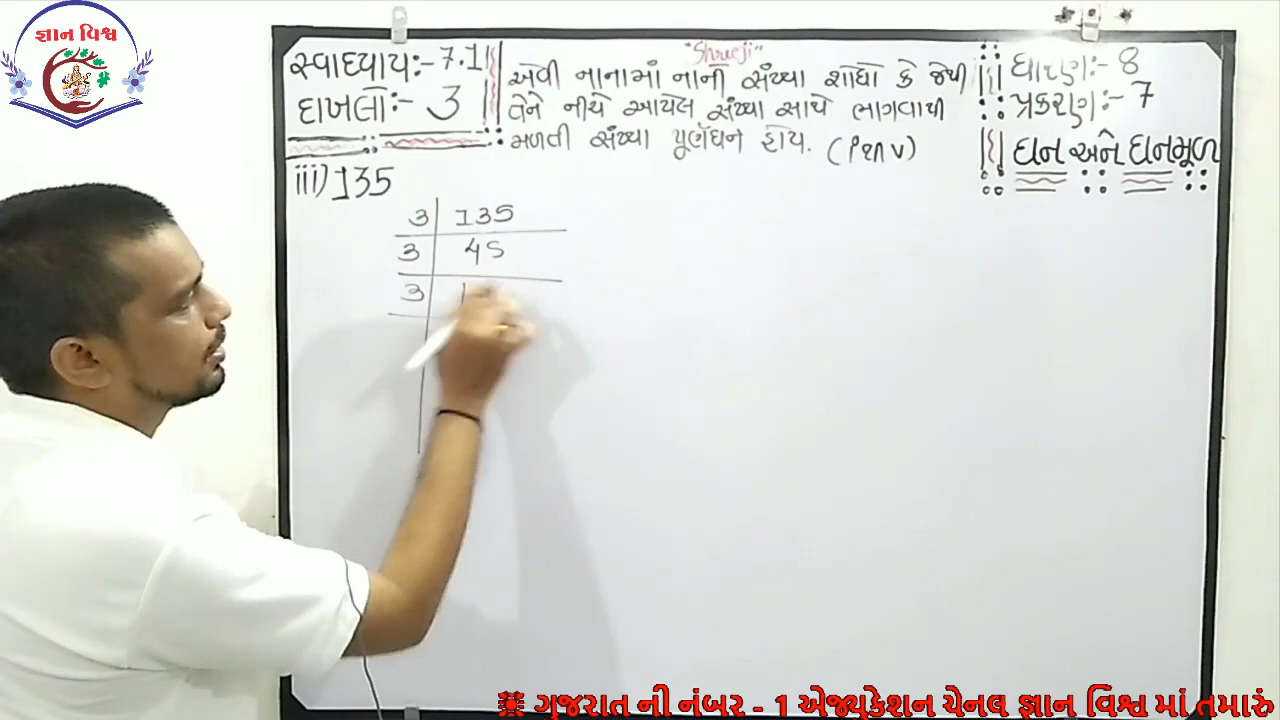 જ્ઞાન વિશ્વ
સ્વાધ્યાય:- 7.1
દાખલો:- 3
"Shreeji"
એવી નાનામાં નાની સંખ્યા શોધો કે જેથી
તેને નીચે આપેલ સંખ્યા સાથે ભાગવાથી
મળતી સંખ્યા પૂર્ણઘન હોય.
ધોરણ:- 8
પ્રકરણ:- 7
ઘન અને ઘનમૂળ
iii) 135
3 135
3 45
3
ગુજરાત ની નંબર - 1 એજ્યુકેશન ચેનલ જ્ઞાન વિશ્વ માં તમારું